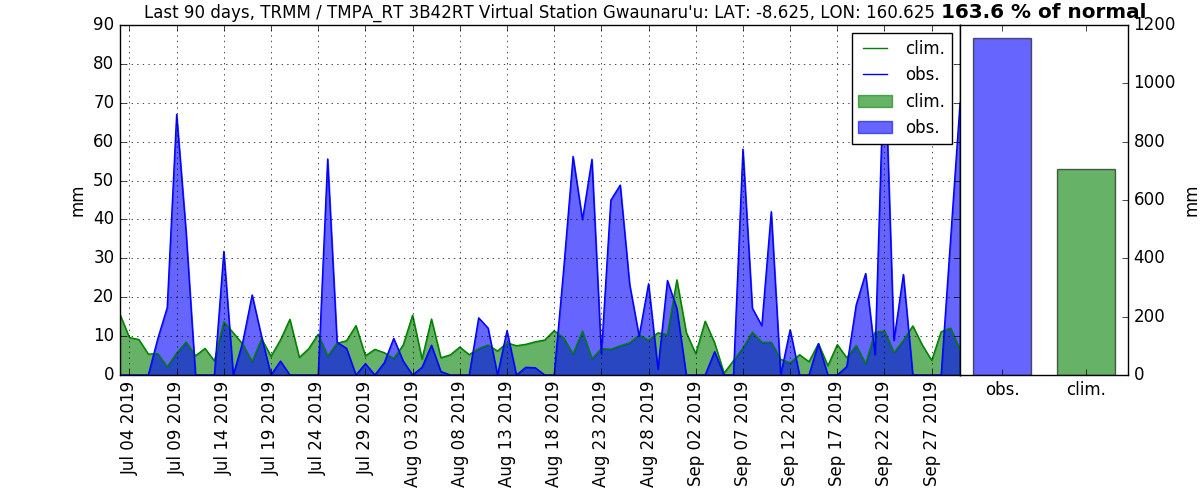 Last 90 days, TRMM / TMPA_RT 3B42RT Virtual Station Gwaunaru'u: LAT: -8.625, LON: 160.625 163.6 % of normal
90
80
70
60
50
40
30
20
10
0
mm
clim.
obs.
clim.
obs.
1200
1000
800
600
400
200
0
mm
Jul 04 2019
Jul 09 2019
Jul 14 2019
Jul 19 2019
Jul 24 2019
Jul 29 2019
Aug 03 2019
Aug 08 2019
Aug 13 2019
Aug 18 2019
Aug 23 2019
Aug 28 2019
Sep 02 2019
Sep 07 2019
Sep 12 2019
Sep 17 2019
Sep 22 2019
Sep 27 2019
obs.
clim.